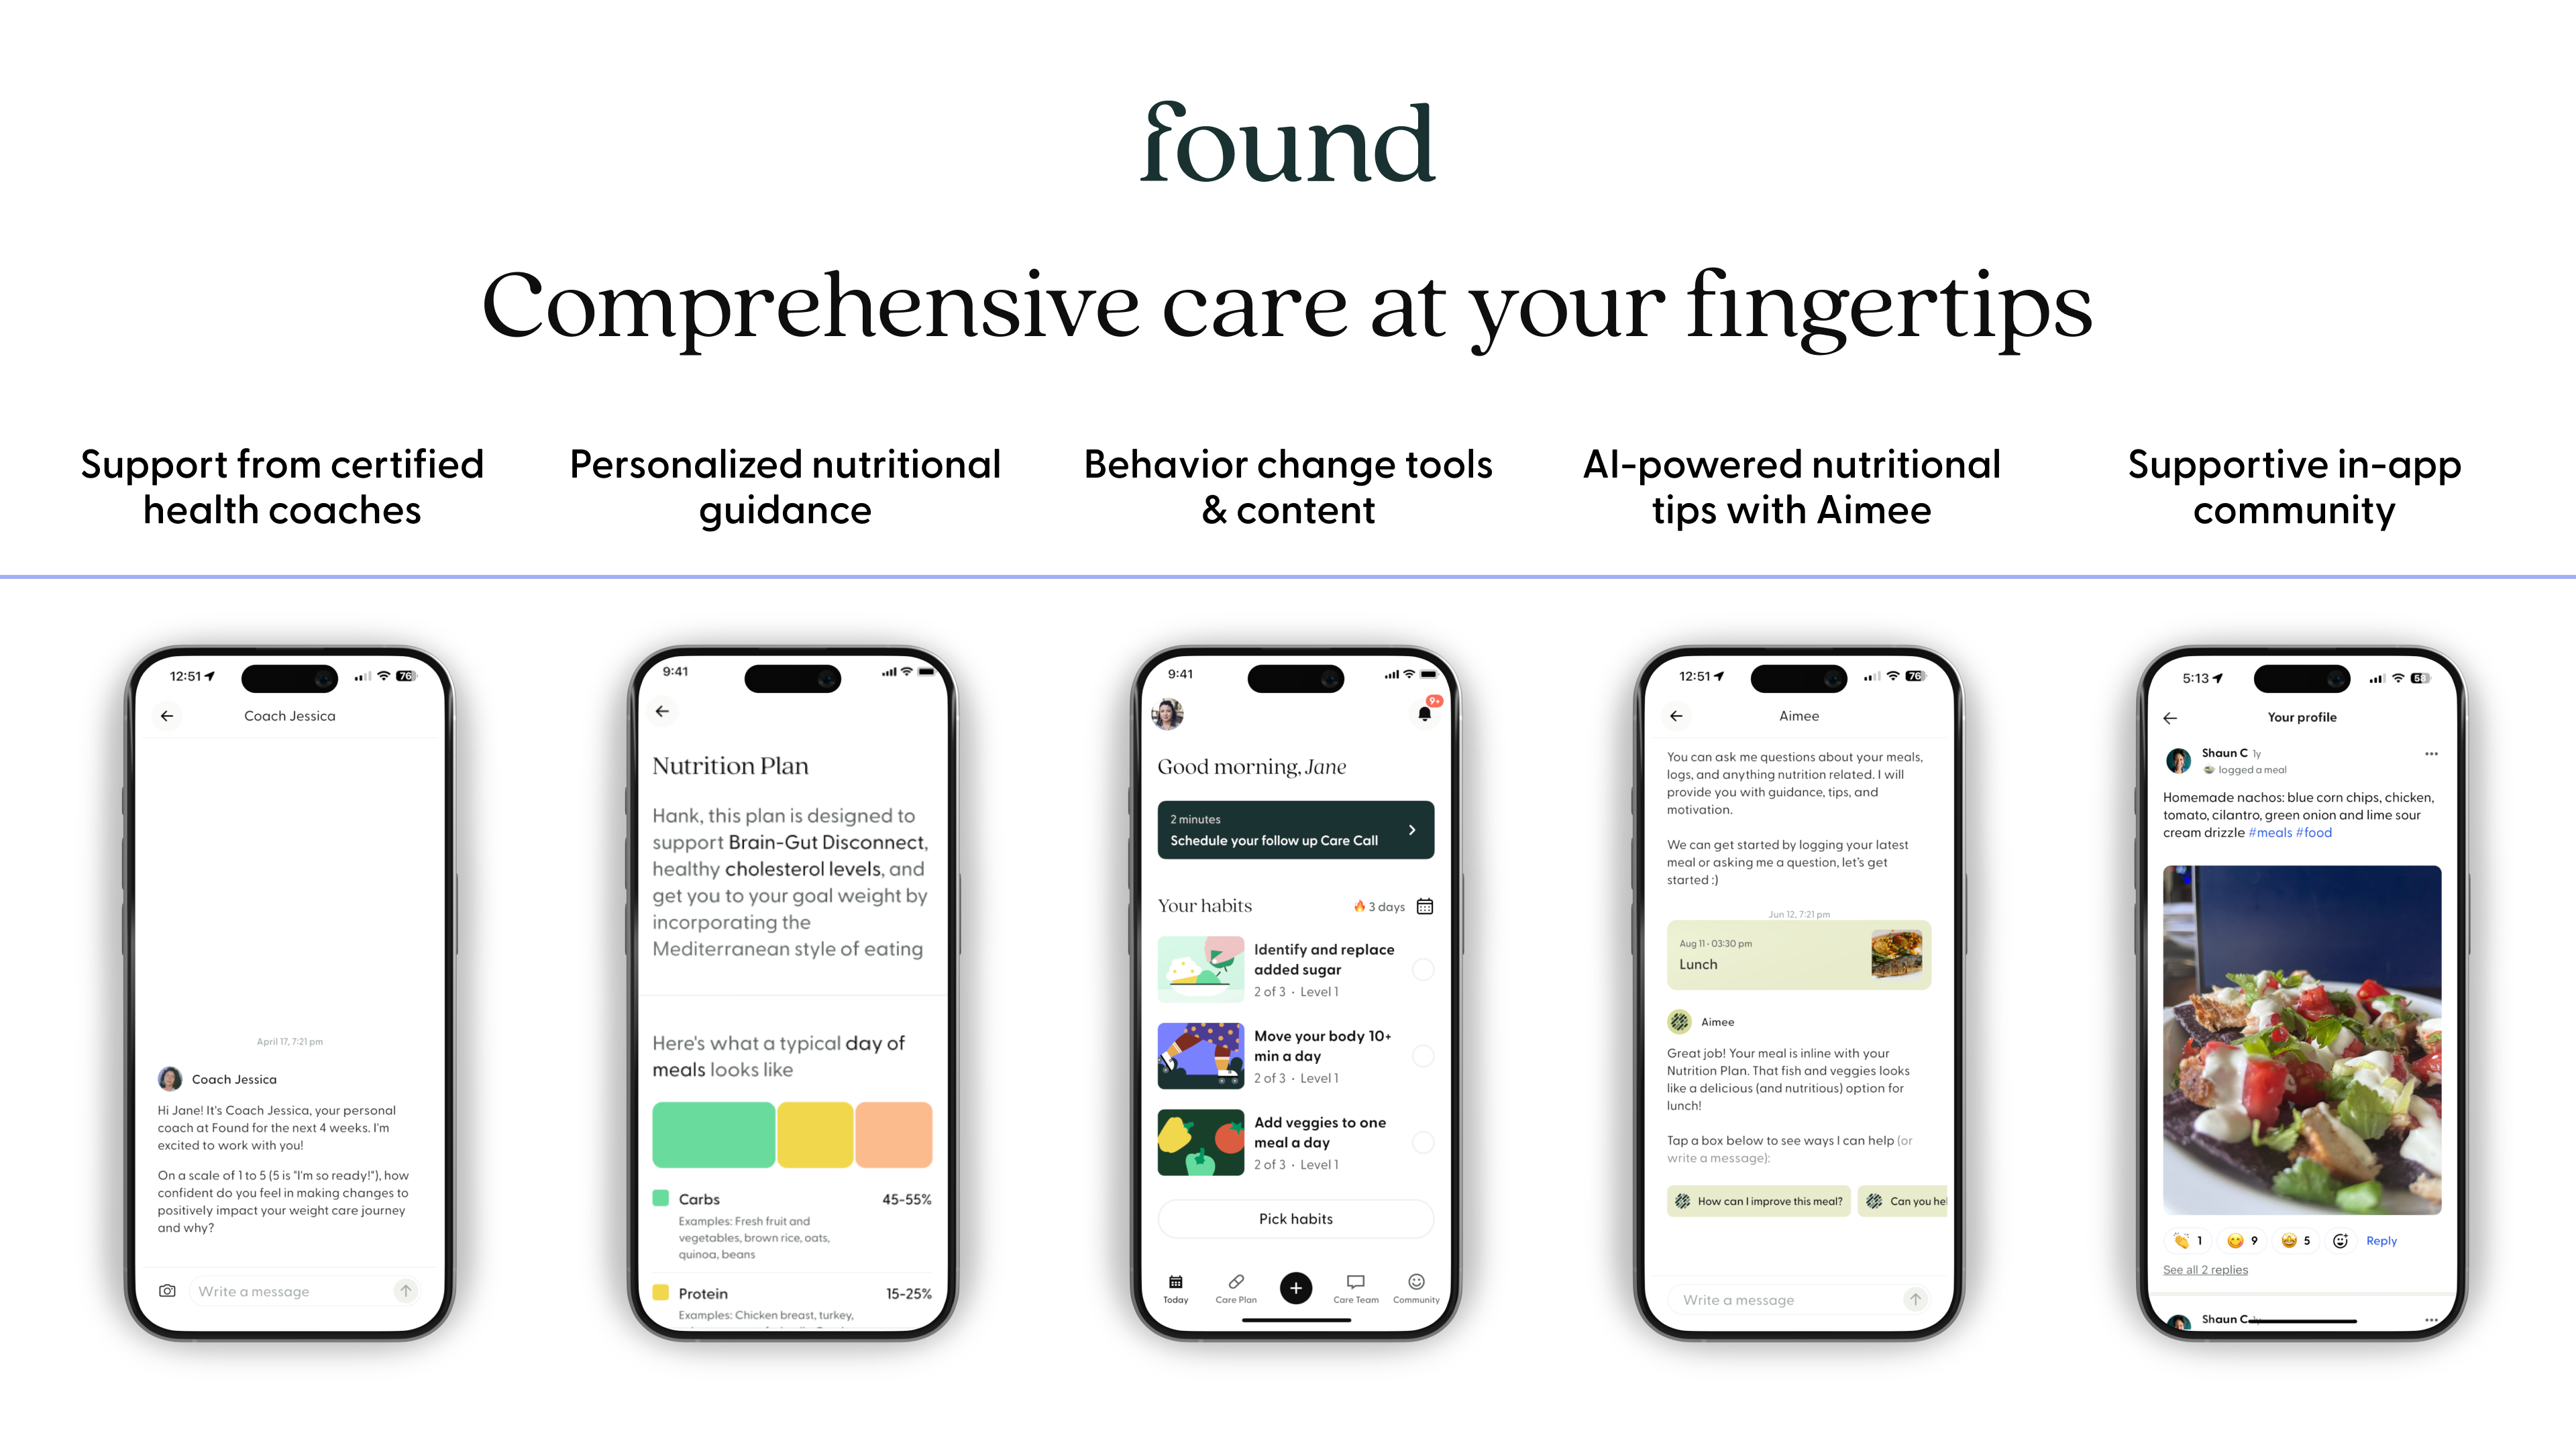 found
Comprehensive care at your fingertips
Support from certified
health coaches
Personalized nutritional
guidance
Behavior change tools
& content
AI-powered nutritional
tips with Aimee
Supportive in-app
community
12:51
76
Coach Jessica
April 17, 7:21 pm
Coach Jessica
Hi Jane! It's Coach Jessica, your personal
coach at Found for the next 4 weeks. I'm
excited to work with you!
On a scale of 1 to 5 (5 is "I'm so ready!"), how
confident do you feel in making changes to
positively impact your weight care journey
and why?
Write a message
9:41
Nutrition Plan
Hank, this plan is designed to
support Brain-Gut Disconnect,
healthy cholesterol levels, and
get you to your goal weight by
incorporating the
Mediterranean style of eating
Here's what a typical day of
meals looks like
Carbs 45-55%
Examples: Fresh fruit and
vegetables, brown rice, oats,
quinoa, beans
Protein 15-25%
Examples: Chicken breast, turkey,
9:41
9+
Good morning, Jane
2 minutes
Schedule your follow up Care Call
Your habits 🔥 3 days
Identify and replace
added sugar
2 of 3 · Level 1
Move your body 10+
min a day
2 of 3 · Level 1
Add veggies to one
meal a day
2 of 3 · Level 1
Pick habits
Today Care Plan Care Team Community
12:51
76
Aimee
You can ask me questions about your meals,
logs, and anything nutrition related. I will
provide you with guidance, tips, and
motivation.
We can get started by logging your latest
meal or asking me a question, let's get
started :)
Jun 12, 7:21 pm
Aug 11 · 03:30 pm
Lunch
Aimee
Great job! Your meal is inline with your
Nutrition Plan. That fish and veggies looks
like a delicious (and nutritious) option for
lunch!
Tap a box below to see ways I can help (or
write a message):
How can I improve this meal? Can you hel
Write a message
5:13
58
Your profile
Shaun C 1y
logged a meal
Homemade nachos: blue corn chips, chicken,
tomato, cilantro, green onion and lime sour
cream drizzle #meals #food
1 9 5 Reply
See all 2 replies
Shaun C